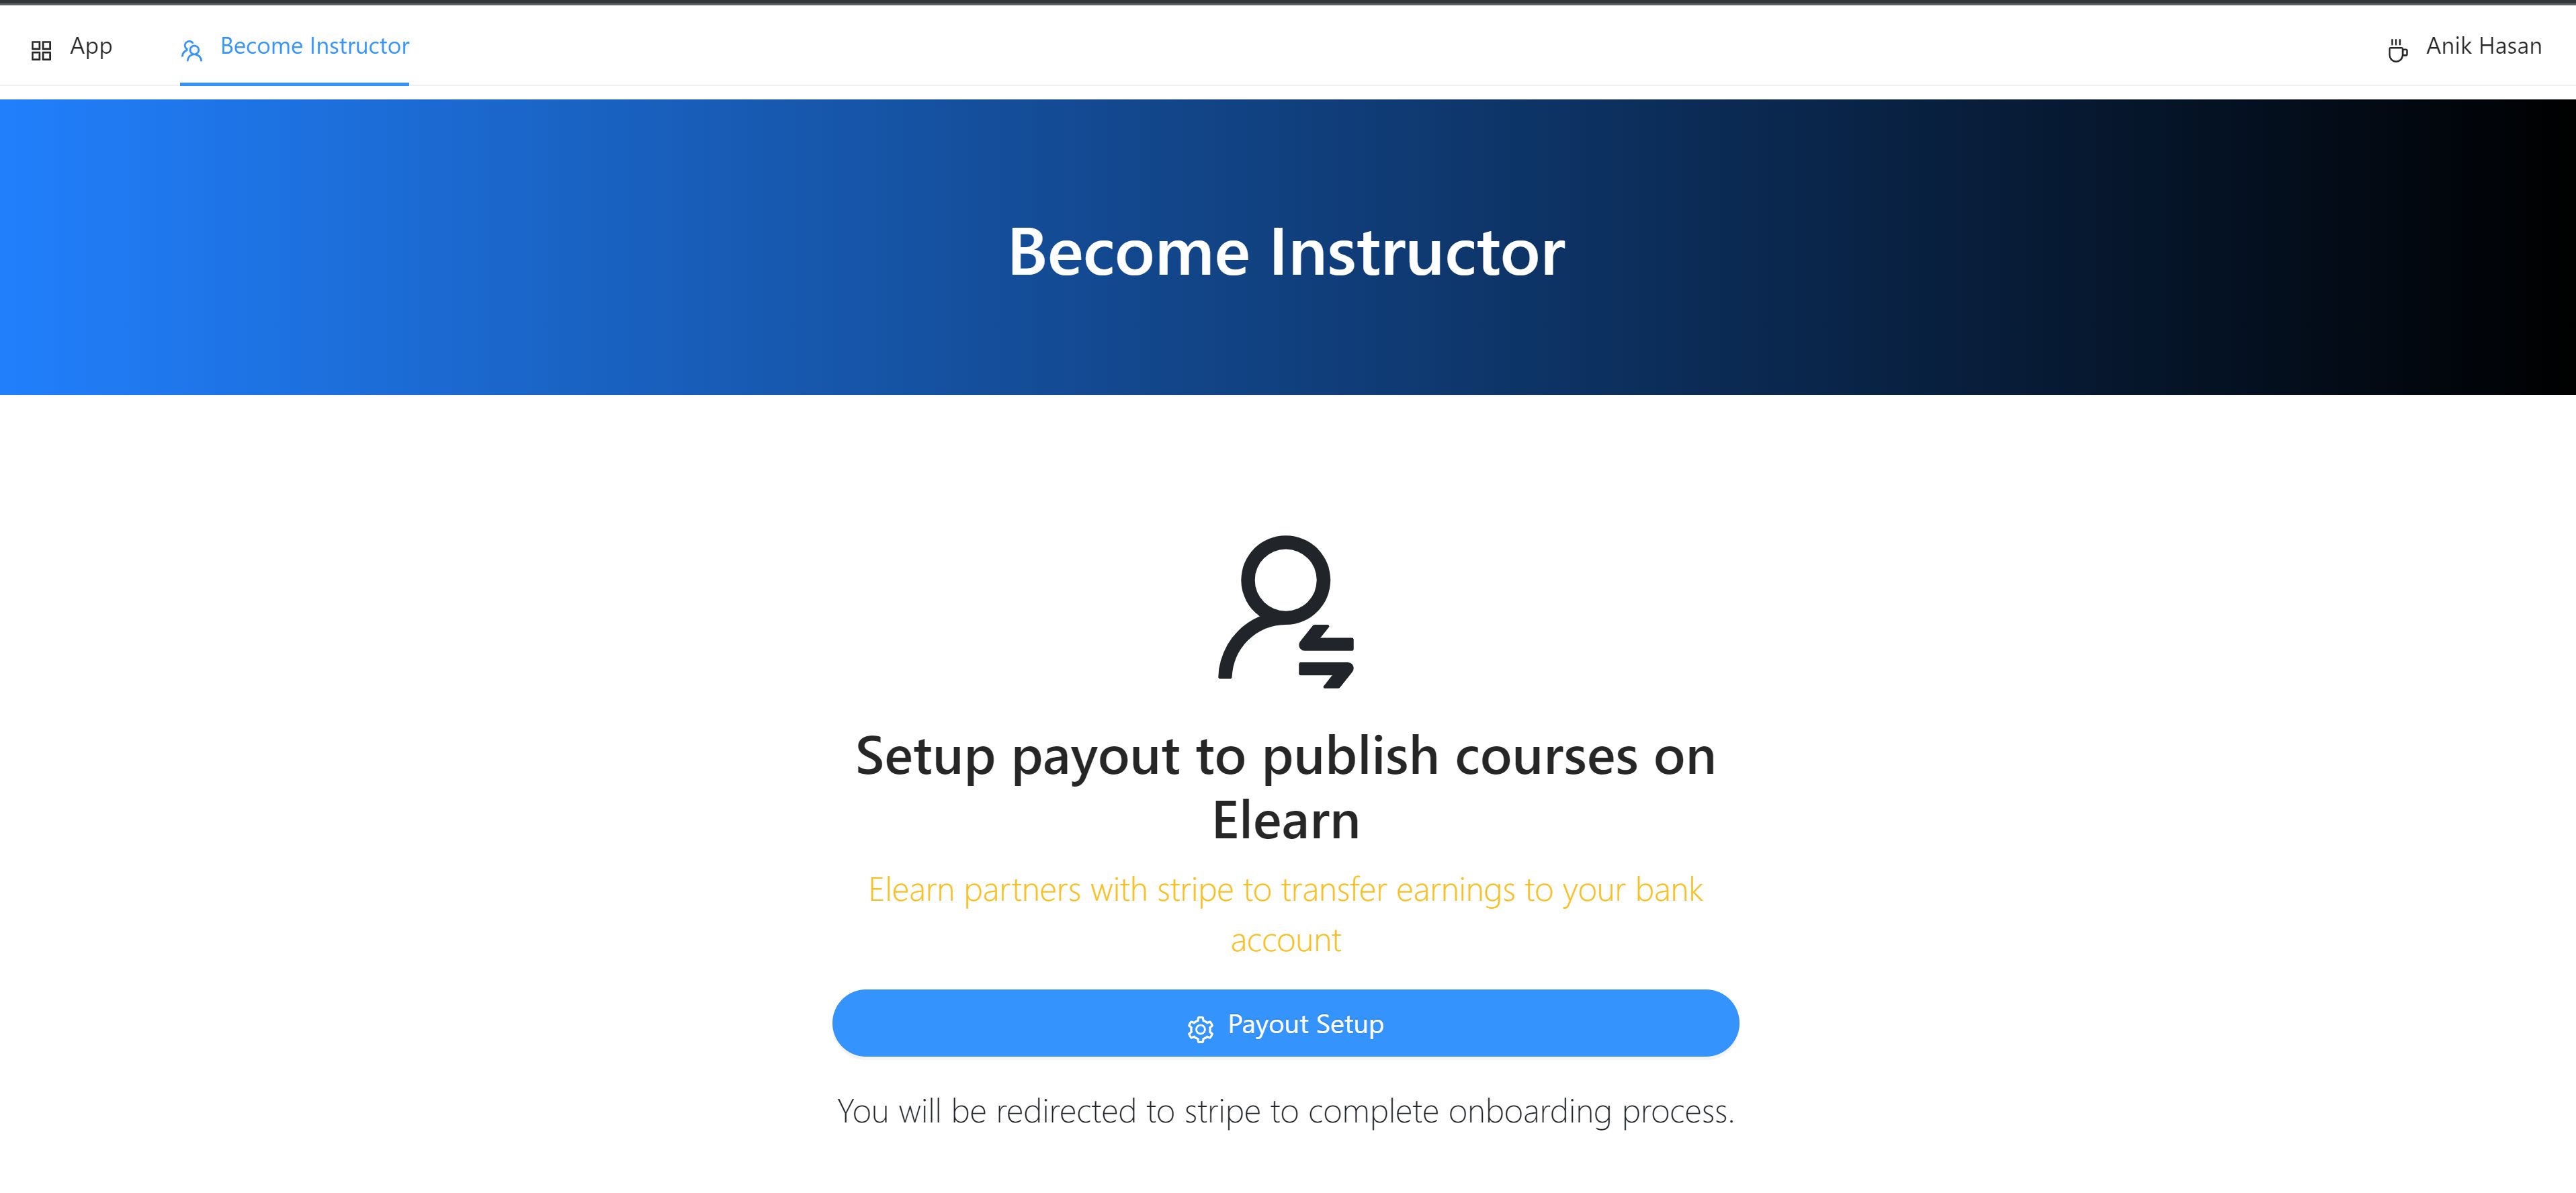 App
Become Instructor
Anik Hasan
Become Instructor
Setup payout to publish courses on
Elearn
Elearn partners with stripe to transfer earnings to your bank
account
Payout Setup
You will be redirected to stripe to complete onboarding process.